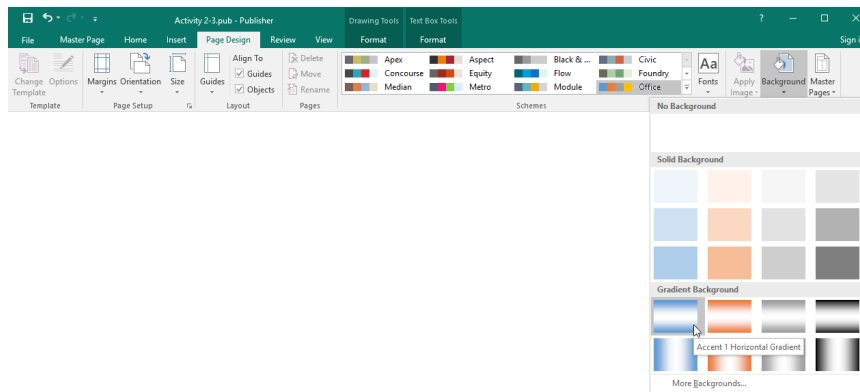 Activity 2-3.pub - Publisher Drawing Tools Text Box Tools ?
File Master Page Home Insert Page Design Review View Format Format Sign i
Change Template Options Margins Orientation Size Guides Align To Delete Apex Aspect Black & ... Civic Aa
Guides Move Concourse Equity Flow Foundry Fonts Apply Image Background Master Pages
Objects Rename Median Metro Module Office
Template Page Setup Layout Pages Schemes
No Background
Solid Background
Gradient Background
Accent 1 Horizontal Gradient
More Backgrounds...